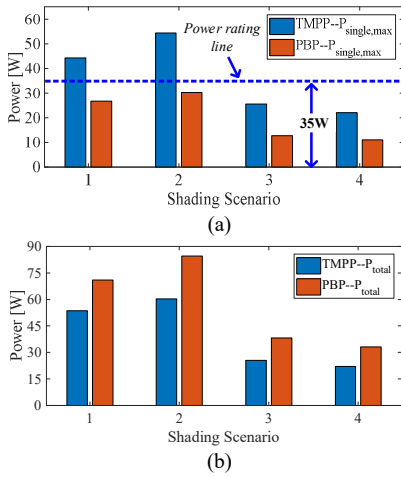 60
50
40
30
20
10
0
Power [W]
Power rating
line
TMPP--Psingle,max
PBP--Psingle,max
35W
1 2 3 4
Shading Scenario
(a)
90
75
60
45
30
15
0
Power [W]
TMPP--Ptotal
PBP--Ptotal
1 2 3 4
Shading Scenario
(b)